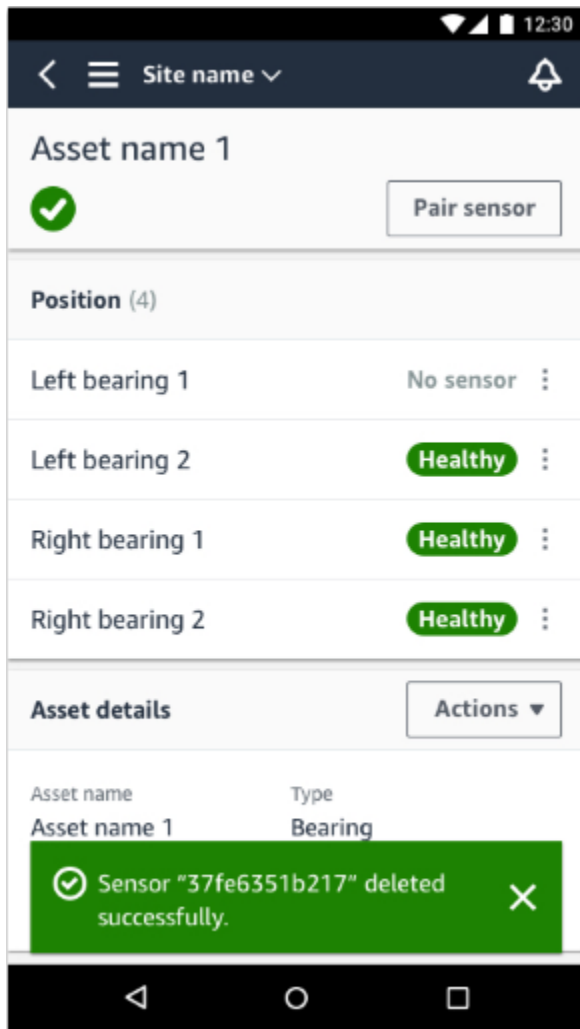 12:30
Site name
Asset name 1
Pair sensor
Position (4)
Left bearing 1 No sensor
Left bearing 2 Healthy
Right bearing 1 Healthy
Right bearing 2 Healthy
Asset details Actions
Asset name Type
Asset name 1 Bearing
Sensor “37fe6351b217” deleted
successfully.